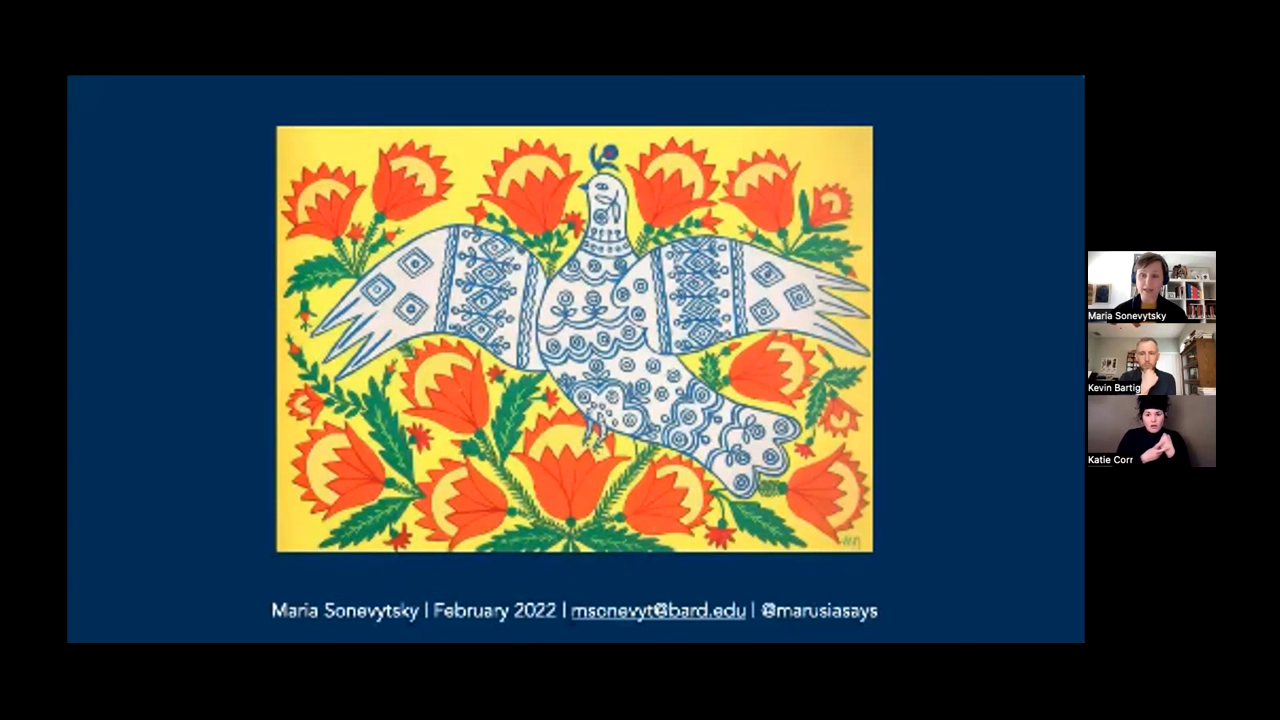 Maria Sonevytsky | February 2022 | msonevyt@bard.edu | @marusiasays
Maria Sonevytsky
Kevin Bartig
Katie Corr